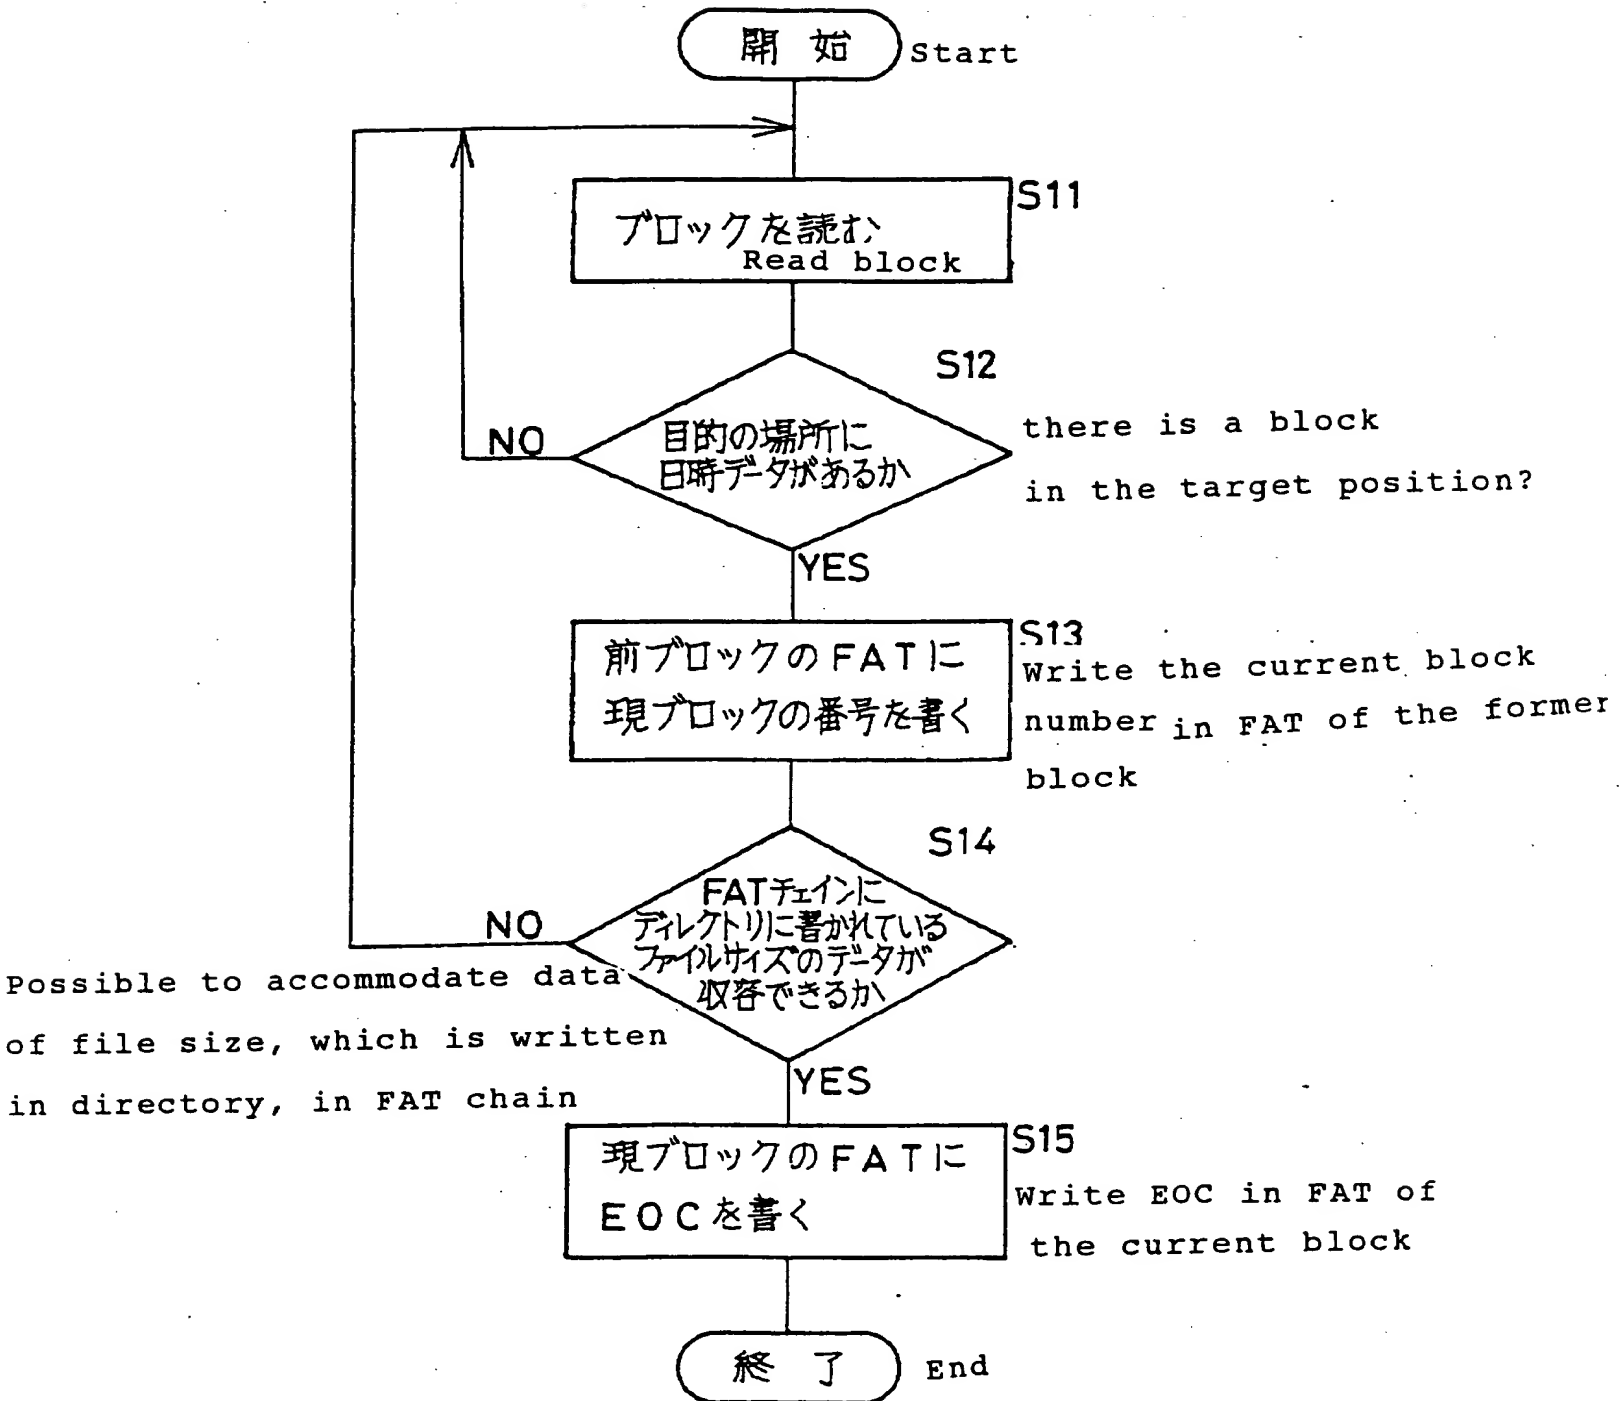 開 始
Start
S11
ブロックを読む
Read block
S12
NO
目的の場所に
日時データがあるか
there is a block
in the target position?
YES
S13
前ブロックのFATに
現ブロックの番号を書く
Write the current block
number in FAT of the former
block
S14
NO
FATチェインに
ディレクトリに書かれている
ファイルサイズのデータが
収容できるか
Possible to accommodate data
of file size, which is written
in directory, in FAT chain
YES
S15
現ブロックのFATに
EOCを書く
Write EOC in FAT of
the current block
終 了
End